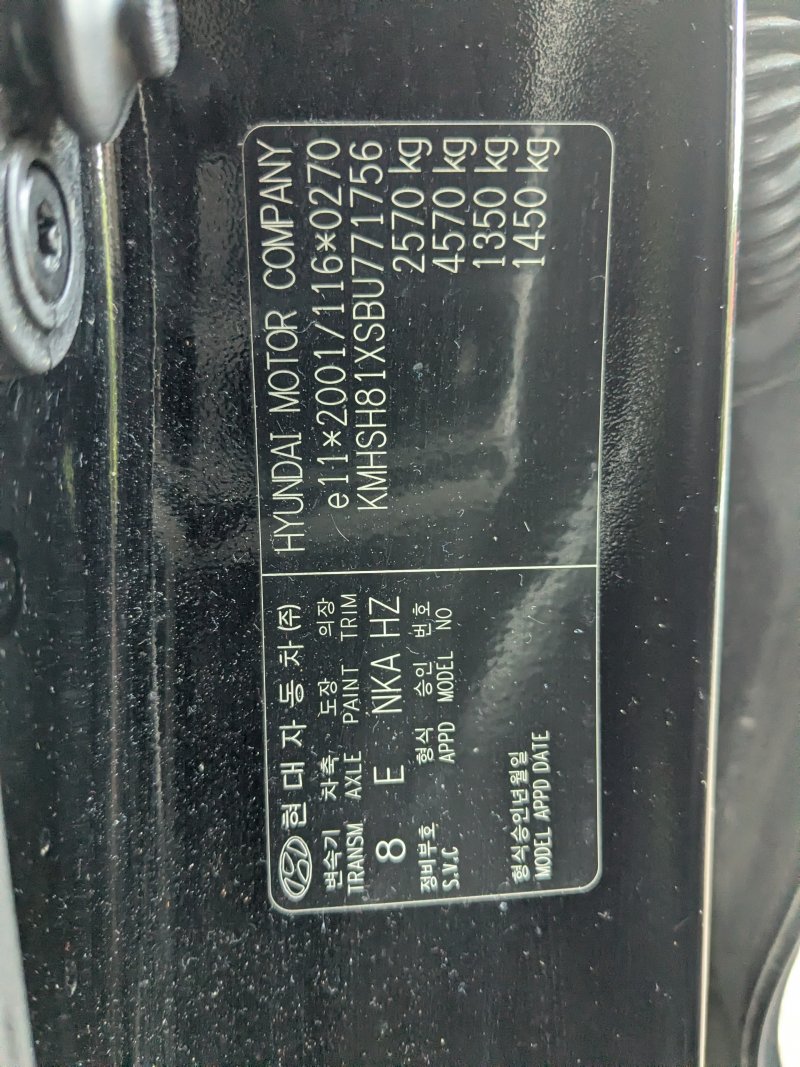 현대자동차(주)
변속기 차축 도장 의장
TRANSM AXLE PAINT TRIM
8 E NKA HZ
정비부호 형식 승인 번호
S.V.C APPD MODEL NO
형식승인년월일
MODEL APPD DATE
HYUNDAI MOTOR COMPANY
e11*2001/116*0270
KMHSH81XSBU771756
2570 kg
4570 kg
1350 kg
1450 kg